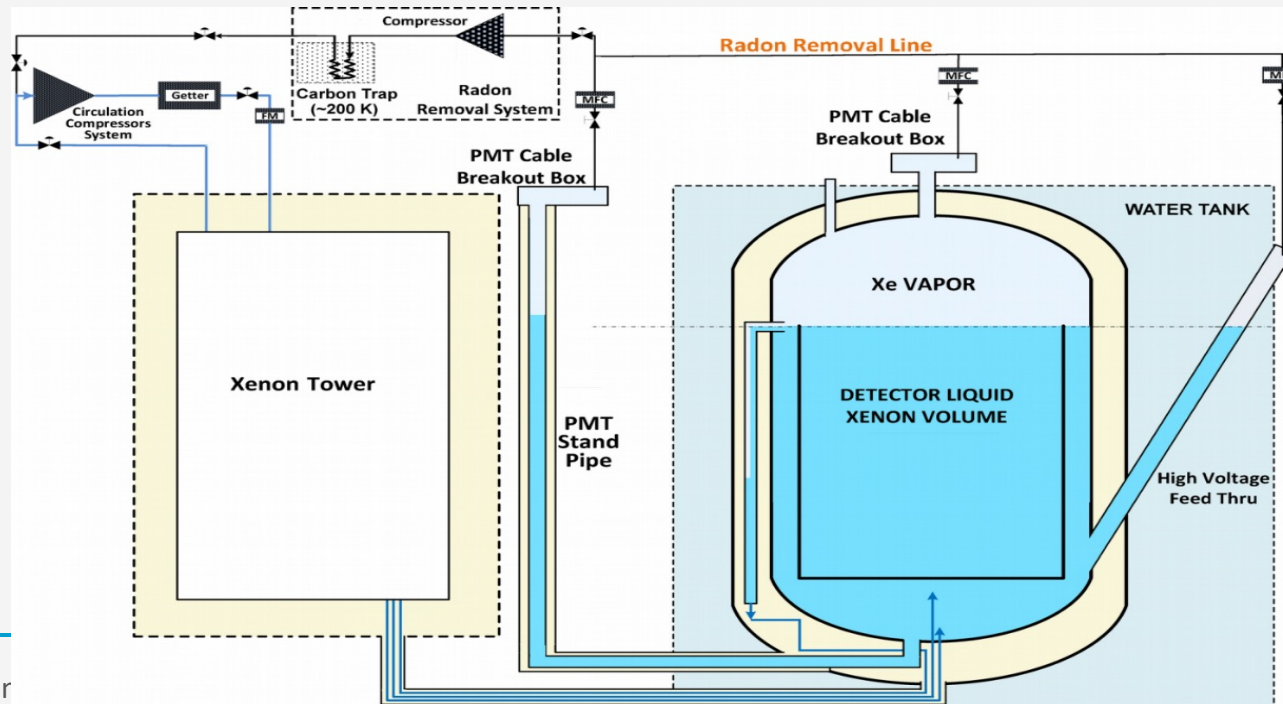 Compressor
Radon Removal Line
MFC
Getter
Carbon Trap
(~200 K)
Radon
Removal System
MFC
Circulation
Compressors
System
FM
PMT Cable
Breakout Box
PMT Cable
Breakout Box
WATER TANK
Xe VAPOR
Xenon Tower
DETECTOR LIQUID
XENON VOLUME
PMT
Stand
Pipe
High Voltage
Feed Thru